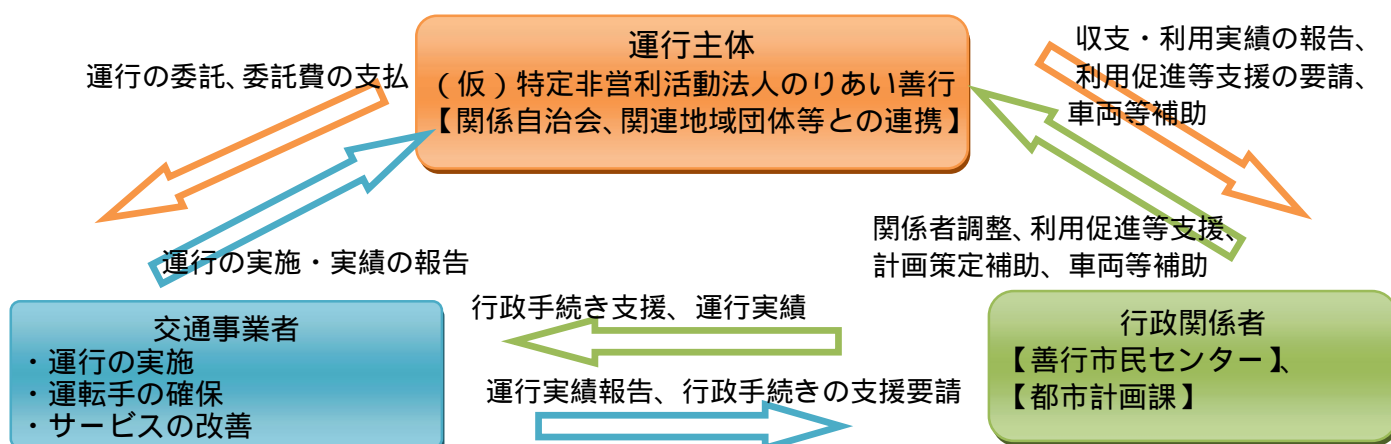 運行主体
(仮)特定非営利活動法人のりあい善行
【関係自治会、関連地域団体等との連携】
運行の委託、委託費の支払
収支・利用実績の報告、
利用促進等支援の要請、
車両等補助
運行の実施・実績の報告
関係者調整、利用促進等支援、
計画策定補助、車両等補助
行政手続き支援、運行実績
運行実績報告、行政手続きの支援要請
交通事業者
・運行の実施
・運転手の確保
・サービスの改善
行政関係者
【善行市民センター】、
【都市計画課】